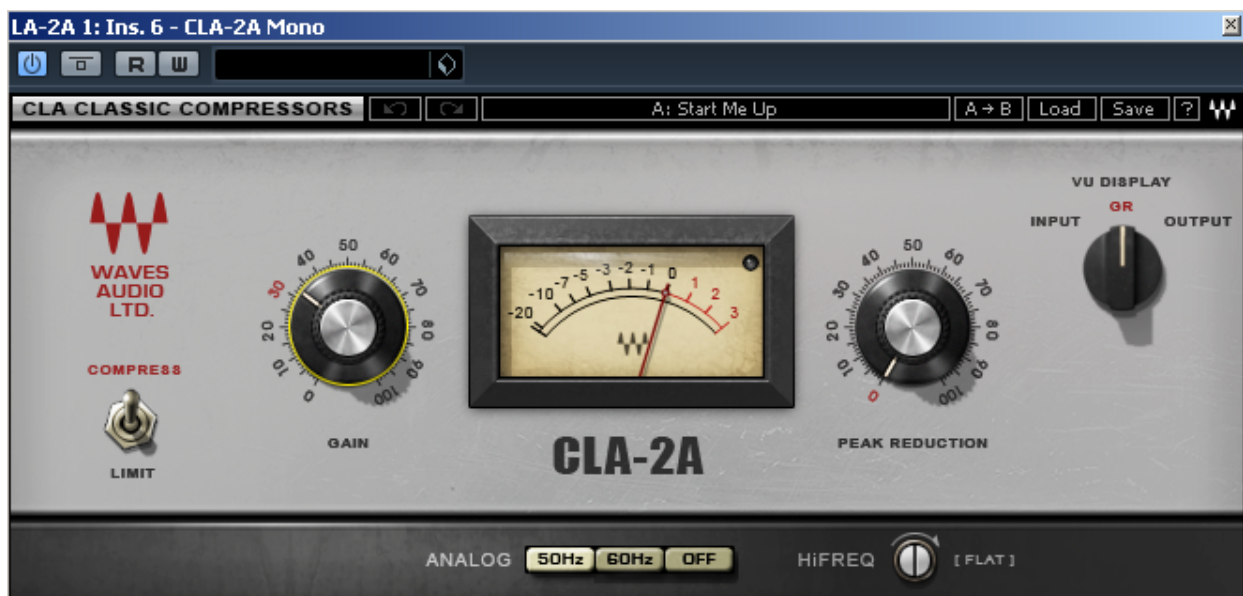 LA-2A 1: Ins. 6 - CLA-2A Mono
R W
CLA CLASSIC COMPRESSORS A: Start Me Up A → B Load Save ?
VU DISPLAY
INPUT GR OUTPUT
WAVES
AUDIO
LTD.
COMPRESS
LIMIT
0 10 20 30 40 50 60 70 80 90 100
GAIN
-20 -10 -7 -5 -3 -2 -1 0 1 2 3
CLA-2A
0 10 20 30 40 50 60 70 80 90 100
PEAK REDUCTION
ANALOG 50Hz 60Hz OFF HiFREQ [ FLAT ]